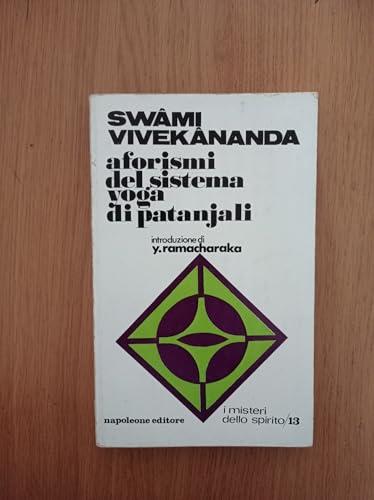 SWÂMI
VIVEKÂNANDA
aforismi
del sistema
yoga
di patanjali
introduzione di
y.ramacharaka
i misteri
dello spirito/13
napoleone editore